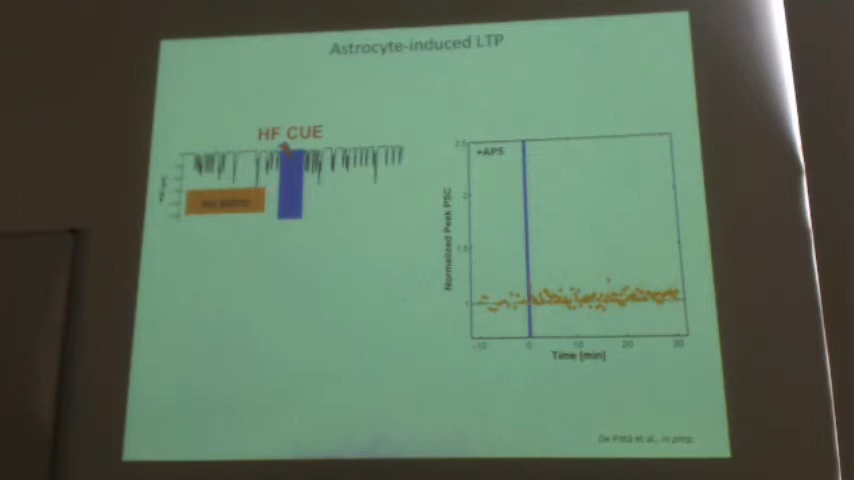 Astrocyte-induced LTP
HF CUE
+AP5
Normalized Peak PSC
2.5
2
1.5
1
-10
0
10
20
30
Time [min]
De Pittà et al., in prep.